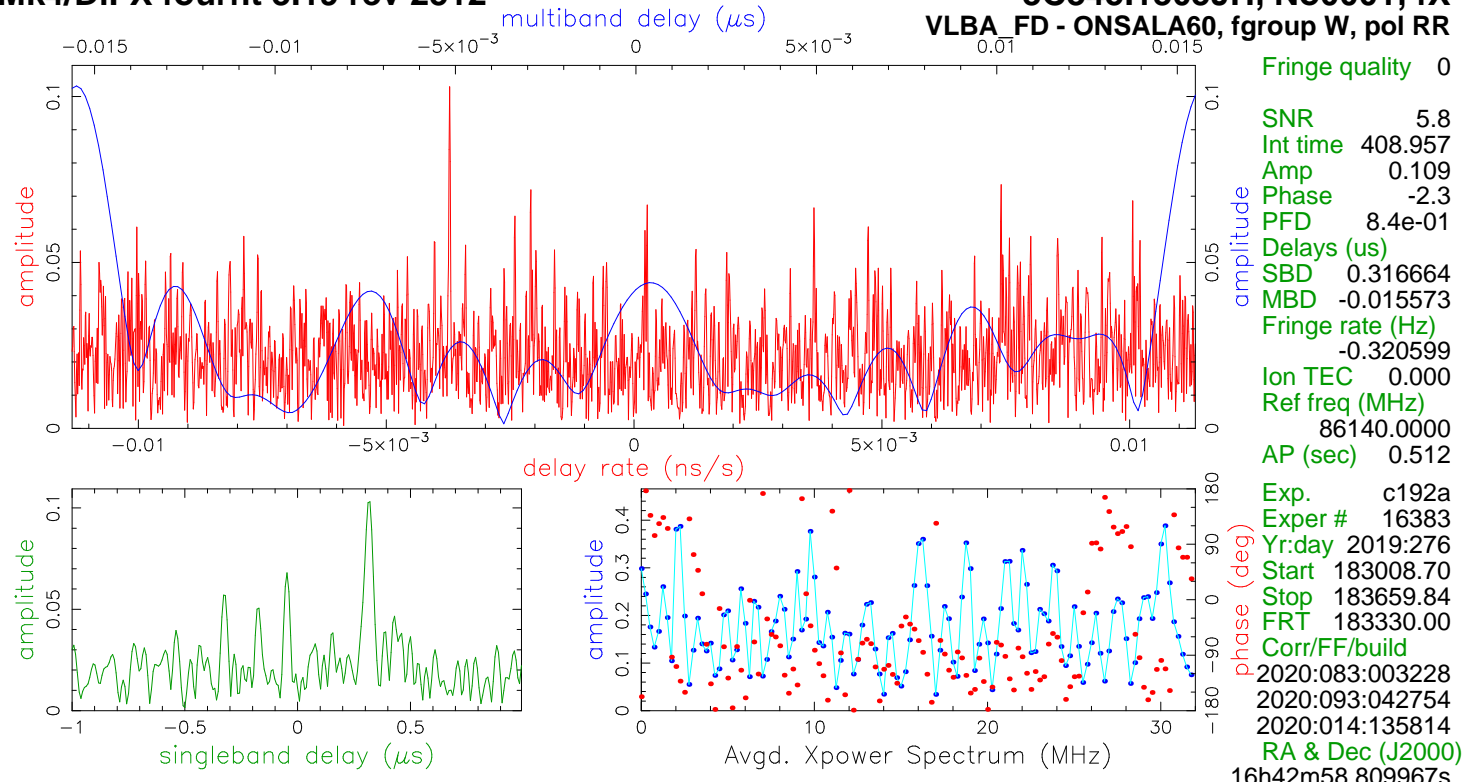 multiband delay (μs)
VLBA_FD - ONSALA60, fgroup W, pol RR
−0.015 −0.01 −5×10⁻³ 0 5×10⁻³ 0.01 0.015
amplitude
0 0.05 0.1
amplitude
0 0.05 0.1
−0.01 −5×10⁻³ 0 5×10⁻³ 0.01
delay rate (ns/s)
Fringe quality 0
SNR 5.8
Int time 408.957
Amp 0.109
Phase -2.3
PFD 8.4e-01
Delays (us)
SBD 0.316664
MBD -0.015573
Fringe rate (Hz)
-0.320599
Ion TEC 0.000
Ref freq (MHz)
86140.0000
AP (sec) 0.512
Exp. c192a
Exper # 16383
Yr:day 2019:276
Start 183008.70
Stop 183659.84
FRT 183330.00
Corr/FF/build
2020:083:003228
2020:093:042754
2020:014:135814
RA & Dec (J2000)
16h42m58.809967s
amplitude
0 0.05 0.1
−1 −0.5 0 0.5
singleband delay (μs)
amplitude
0 0.1 0.2 0.3 0.4
0 10 20 30
Avgd. Xpower Spectrum (MHz)
phase (deg)
−180 −90 0 90 180